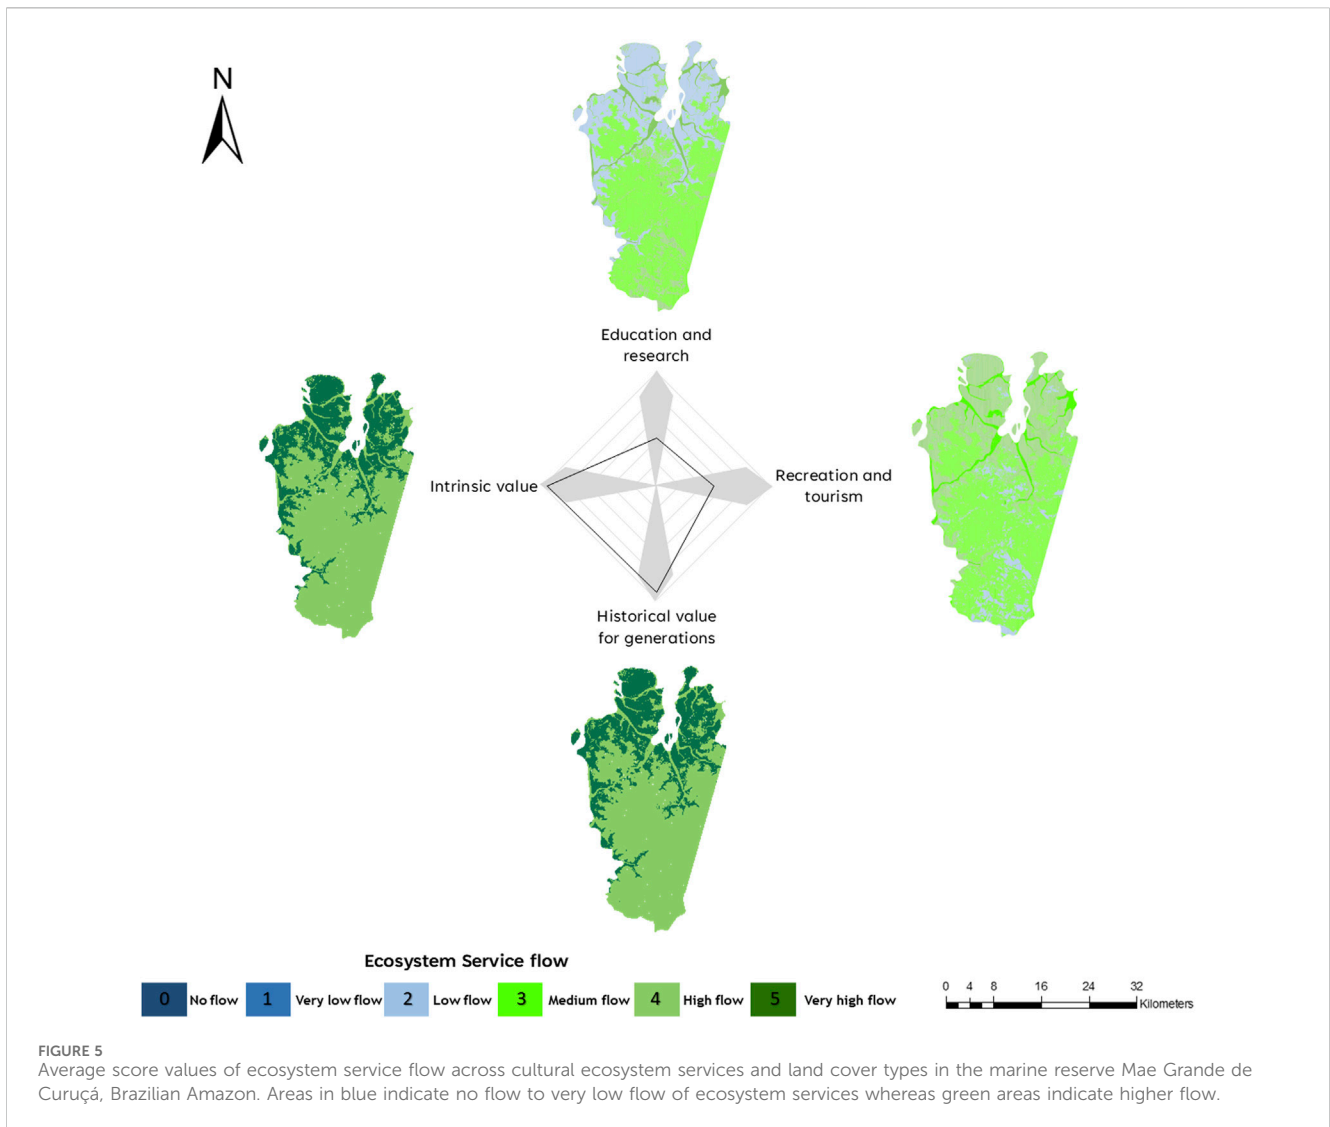 N
Education and
research
Intrinsic value
Recreation and
tourism
Historical value
for generations
Ecosystem Service flow
0 No flow 1 Very low flow 2 Low flow 3 Medium flow 4 High flow 5 Very high flow
0 4 8 16 24 32
Kilometers
FIGURE 5
Average score values of ecosystem service flow across cultural ecosystem services and land cover types in the marine reserve Mae Grande de
Curuçá, Brazilian Amazon. Areas in blue indicate no flow to very low flow of ecosystem services whereas green areas indicate higher flow.